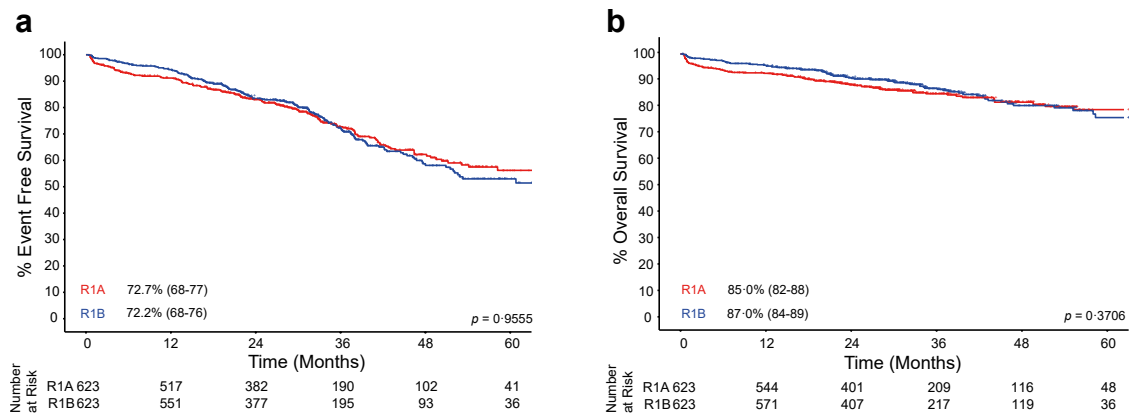 a
% Event Free Survival
100
90
80
70
60
50
40
30
20
10
0
R1A 72.7% (68-77)
R1B 72.2% (68-76)
p = 0·9555
0 12 24 36 48 60
Time (Months)
Number
at Risk
R1A 623 517 382 190 102 41
R1B 623 551 377 195 93 36
b
% Overall Survival
100
90
80
70
60
50
40
30
20
10
0
R1A 85·0% (82-88)
R1B 87·0% (84-89)
p = 0·3706
0 12 24 36 48 60
Time (Months)
Number
at Risk
R1A 623 544 401 209 116 48
R1B 623 571 407 217 119 36